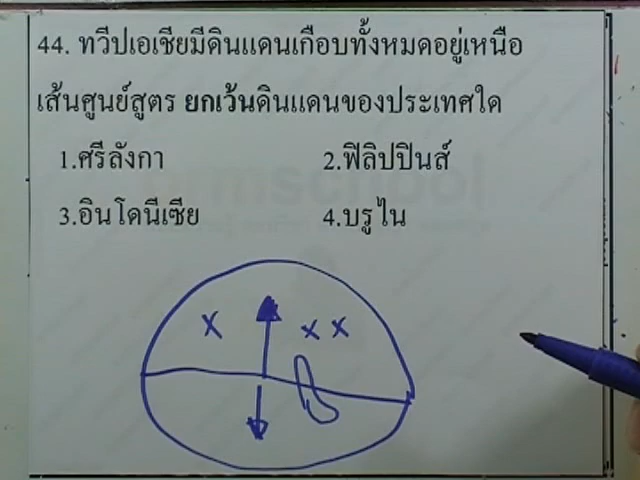 44. ทวีปเอเชียมีดินแดนเกือบทั้งหมดอยู่เหนือ
เส้นศูนย์สูตร ยกเว้นดินแดนของประเทศใด
1.ศรีลังกา 2.ฟิลิปปินส์
3.อินโดนีเซีย 4.บรูไน
x x x